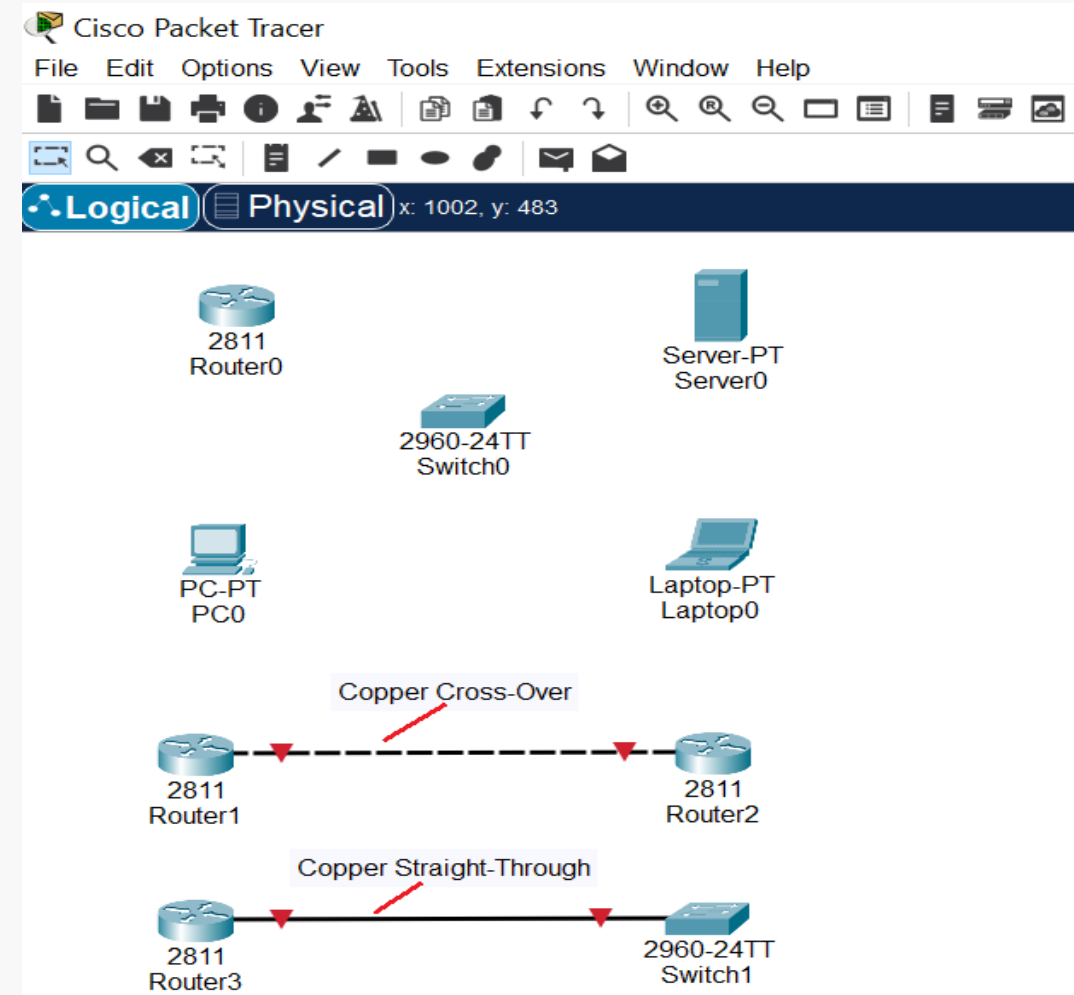 Cisco Packet Tracer
File Edit Options View Tools Extensions Window Help
Logical Physical x: 1002, y: 483
2811
Router0
Server-PT
Server0
2960-24TT
Switch0
PC-PT
PC0
Laptop-PT
Laptop0
Copper Cross-Over
2811
Router1
2811
Router2
Copper Straight-Through
2811
Router3
2960-24TT
Switch1